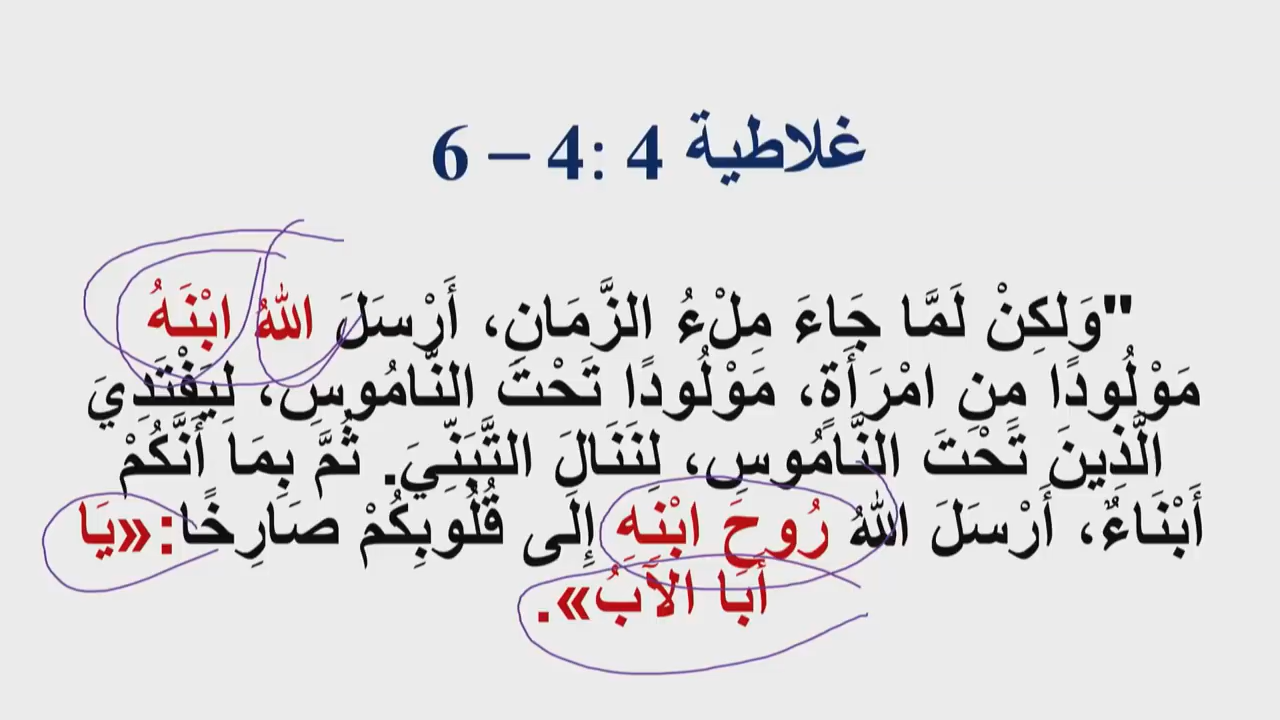 غلاطية 4 :4 – 6
"وَلكِنْ لَمَّا جَاءَ مِلْءُ الزَّمَانِ، أَرْسَلَ اللهُ ابْنَهُ
مَوْلُودًا مِنِ امْرَأَةٍ، مَوْلُودًا تَحْتَ النَّامُوسِ، لِيَفْتَدِيَ
الَّذِينَ تَحْتَ النَّامُوسِ، لِنَنَالَ التَّبَنِّيَ. ثُمَّ بِمَا أَنَّكُمْ
أَبْنَاءٌ، أَرْسَلَ اللهُ رُوحَ ابْنِهِ إِلَى قُلُوبِكُمْ صَارِخًا:«يَا
أَبَا الآبُ».